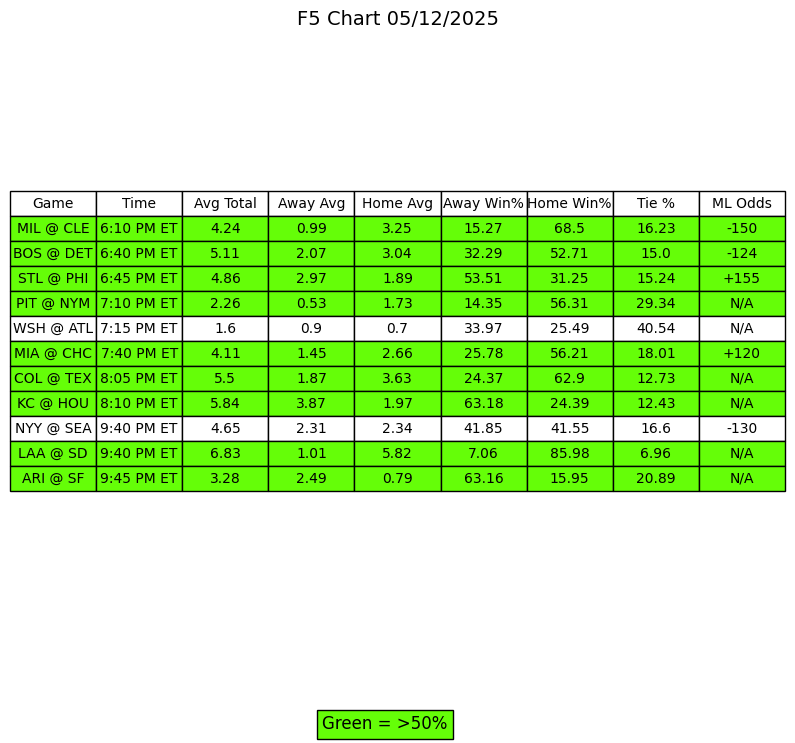 F5 Chart 05/12/2025
Game Time Avg Total Away Avg Home Avg Away Win% Home Win% Tie % ML Odds
MIL @ CLE 6:10 PM ET 4.24 0.99 3.25 15.27 68.5 16.23 -150
BOS @ DET 6:40 PM ET 5.11 2.07 3.04 32.29 52.71 15.0 -124
STL @ PHI 6:45 PM ET 4.86 2.97 1.89 53.51 31.25 15.24 +155
PIT @ NYM 7:10 PM ET 2.26 0.53 1.73 14.35 56.31 29.34 N/A
WSH @ ATL 7:15 PM ET 1.6 0.9 0.7 33.97 25.49 40.54 N/A
MIA @ CHC 7:40 PM ET 4.11 1.45 2.66 25.78 56.21 18.01 +120
COL @ TEX 8:05 PM ET 5.5 1.87 3.63 24.37 62.9 12.73 N/A
KC @ HOU 8:10 PM ET 5.84 3.87 1.97 63.18 24.39 12.43 N/A
NYY @ SEA 9:40 PM ET 4.65 2.31 2.34 41.85 41.55 16.6 -130
LAA @ SD 9:40 PM ET 6.83 1.01 5.82 7.06 85.98 6.96 N/A
ARI @ SF 9:45 PM ET 3.28 2.49 0.79 63.16 15.95 20.89 N/A
Green = >50%